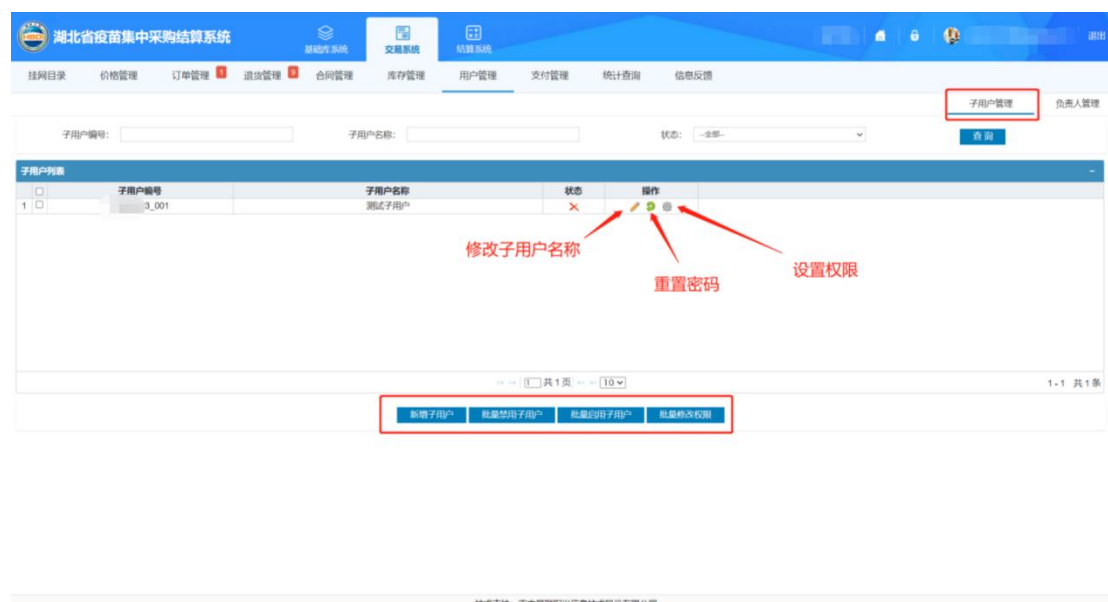 湖北省疫苗集中采购结算系统
基础库系统 交易系统 结算系统
退出
挂网目录 价格管理 订单管理 1 退货管理 9 合同管理 库存管理 用户管理 支付管理 统计查询 信息反馈
子用户管理 负责人管理
子用户编号: 子用户名称: 状态: --全部-- 查询
子用户列表
子用户编号 子用户名称 状态 操作
1 3_001 测试子用户
修改子用户名称
重置密码
设置权限
1 共1页 10 1-1 共1条
新增子用户 批量禁用子用户 批量启用子用户 批量修改权限